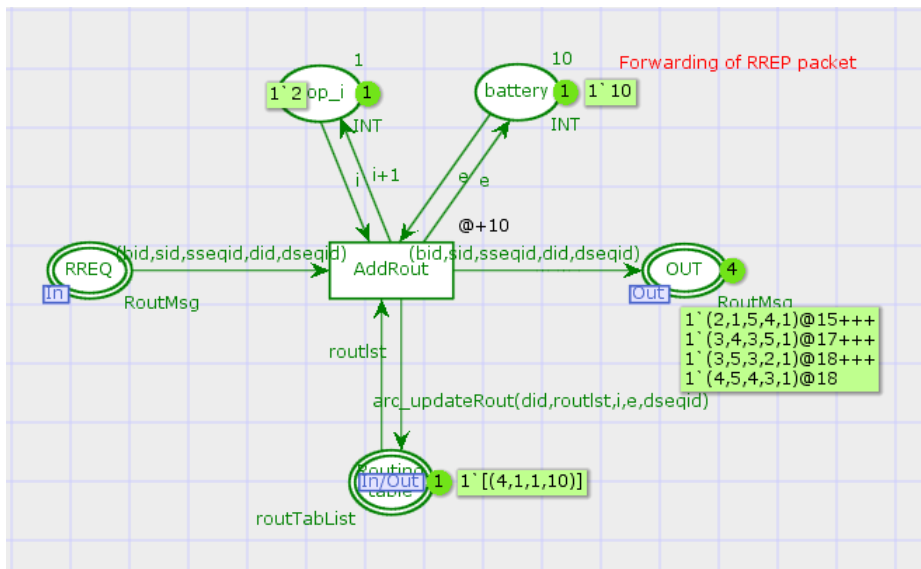 1
10
Forwarding of RREP packet
1`2
op_i
1
battery
1
1`10
INT
INT
i
i+1
e
e
@+10
(bid,sid,sseqid,did,dseqid)
(bid,sid,sseqid,did,dseqid)
RREQ
AddRout
OUT
4
In
Out
RoutMsg
RoutMsg
1`(2,1,5,4,1)@15+++
1`(3,4,3,5,1)@17+++
1`(3,5,3,2,1)@18+++
1`(4,5,4,3,1)@18
routlst
arc_updateRout(did,routlst,i,e,dseqid)
Routing
In/Out
table
1
1`[(4,1,1,10)]
routTabList